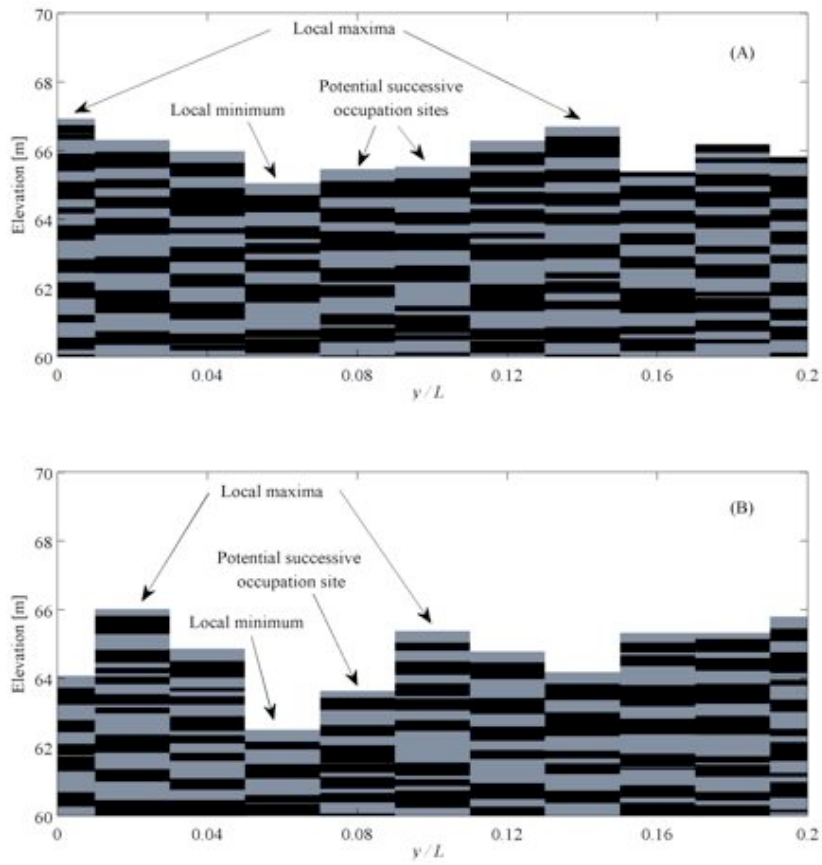 70
Local maxima
(A)
68
Potential successive
occupation sites
Local minimum
66
Elevation [m]
64
62
60
0
0.04
0.08
0.12
0.16
0.2
y / L
70
Local maxima
(B)
68
Potential successive
occupation site
66
Local minimum
Elevation [m]
64
62
60
0
0.04
0.08
0.12
0.16
0.2
y / L